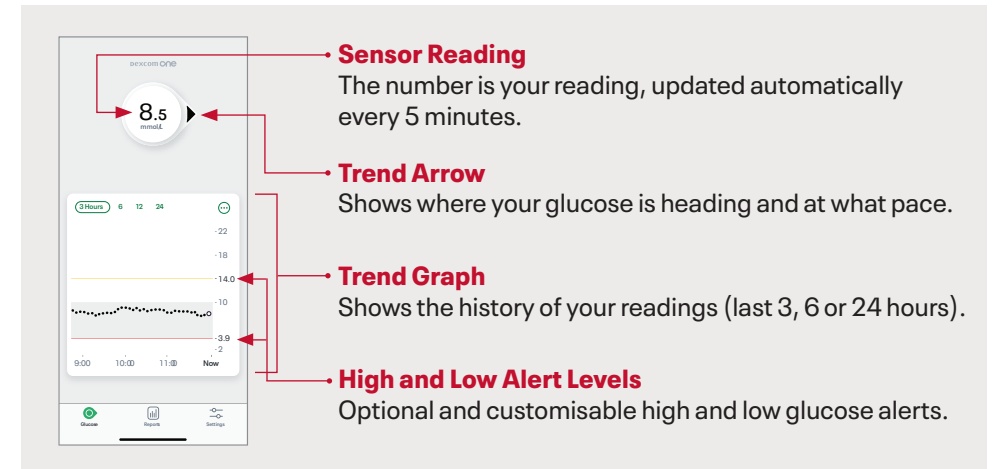 Dexcom ONE
8.5
mmol/L
3 Hours 6 12 24
22
18
14.0
10
3.9
2
9:00 10:00 11:00 Now
Glucose Reports Settings
Sensor Reading
The number is your reading, updated automatically
every 5 minutes.
Trend Arrow
Shows where your glucose is heading and at what pace.
Trend Graph
Shows the history of your readings (last 3, 6 or 24 hours).
High and Low Alert Levels
Optional and customisable high and low glucose alerts.